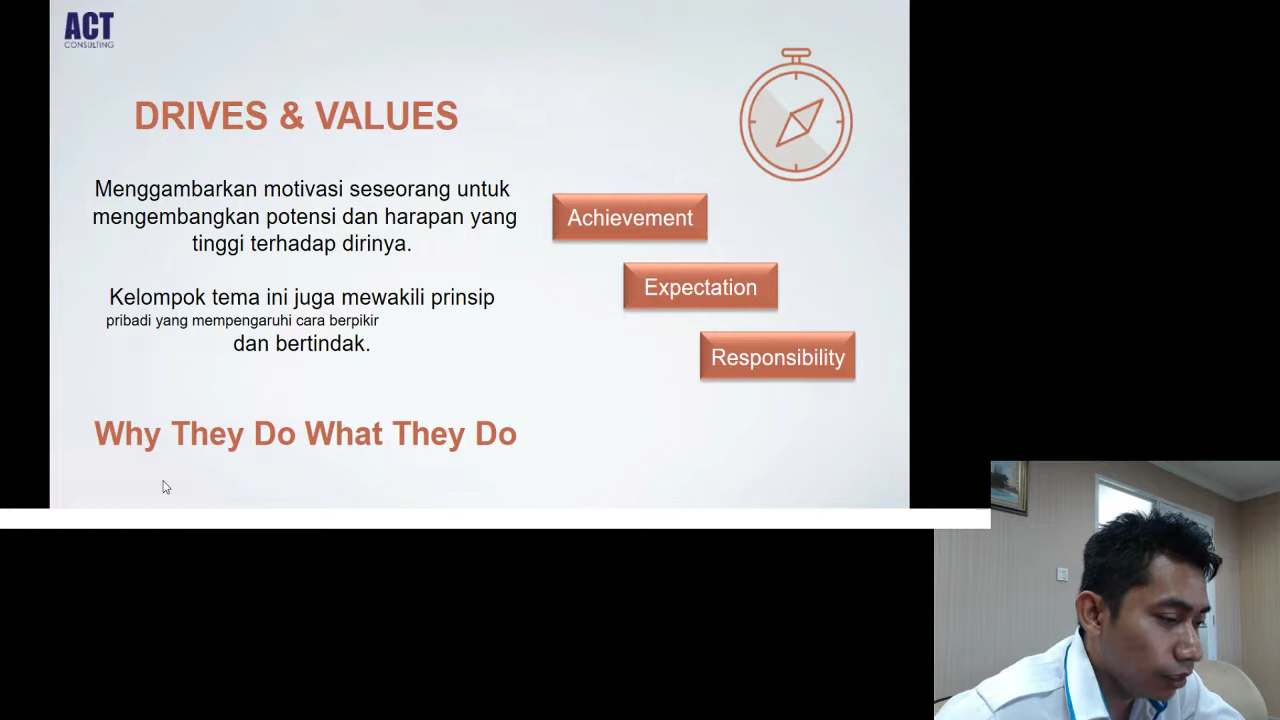 ACT
CONSULTING
DRIVES & VALUES
Menggambarkan motivasi seseorang untuk
mengembangkan potensi dan harapan yang
tinggi terhadap dirinya.
Kelompok tema ini juga mewakili prinsip
pribadi yang mempengaruhi cara berpikir
dan bertindak.
Why They Do What They Do
Achievement
Expectation
Responsibility